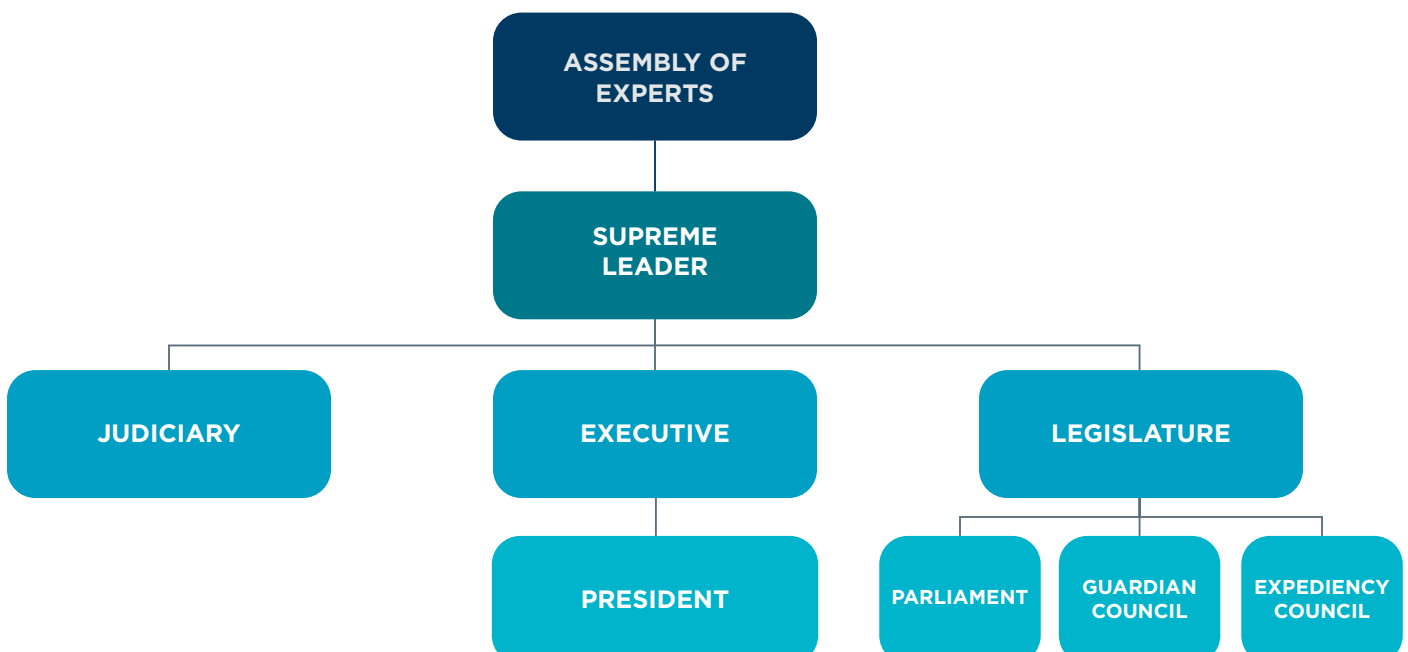 ASSEMBLY OF
EXPERTS
SUPREME
LEADER
JUDICIARY
EXECUTIVE
LEGISLATURE
PRESIDENT
PARLIAMENT
GUARDIAN
COUNCIL
EXPEDIENCY
COUNCIL